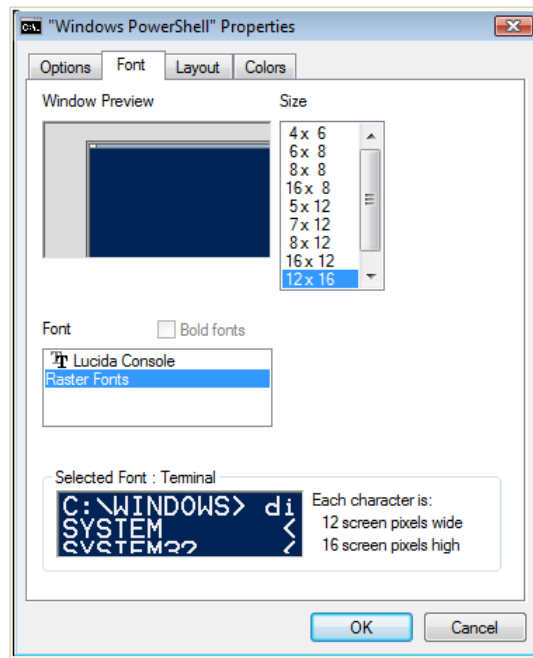 C:\. "Windows PowerShell" Properties
Options Font Layout Colors
Window Preview
Size
4 x 6
6 x 8
8 x 8
16 x 8
5 x 12
7 x 12
8 x 12
16 x 12
12 x 16
Font
Bold fonts
Lucida Console
Raster Fonts
Selected Font : Terminal
C:\WINDOWS> di
SYSTEM <
SYSTEM32 <
Each character is:
12 screen pixels wide
16 screen pixels high
OK Cancel